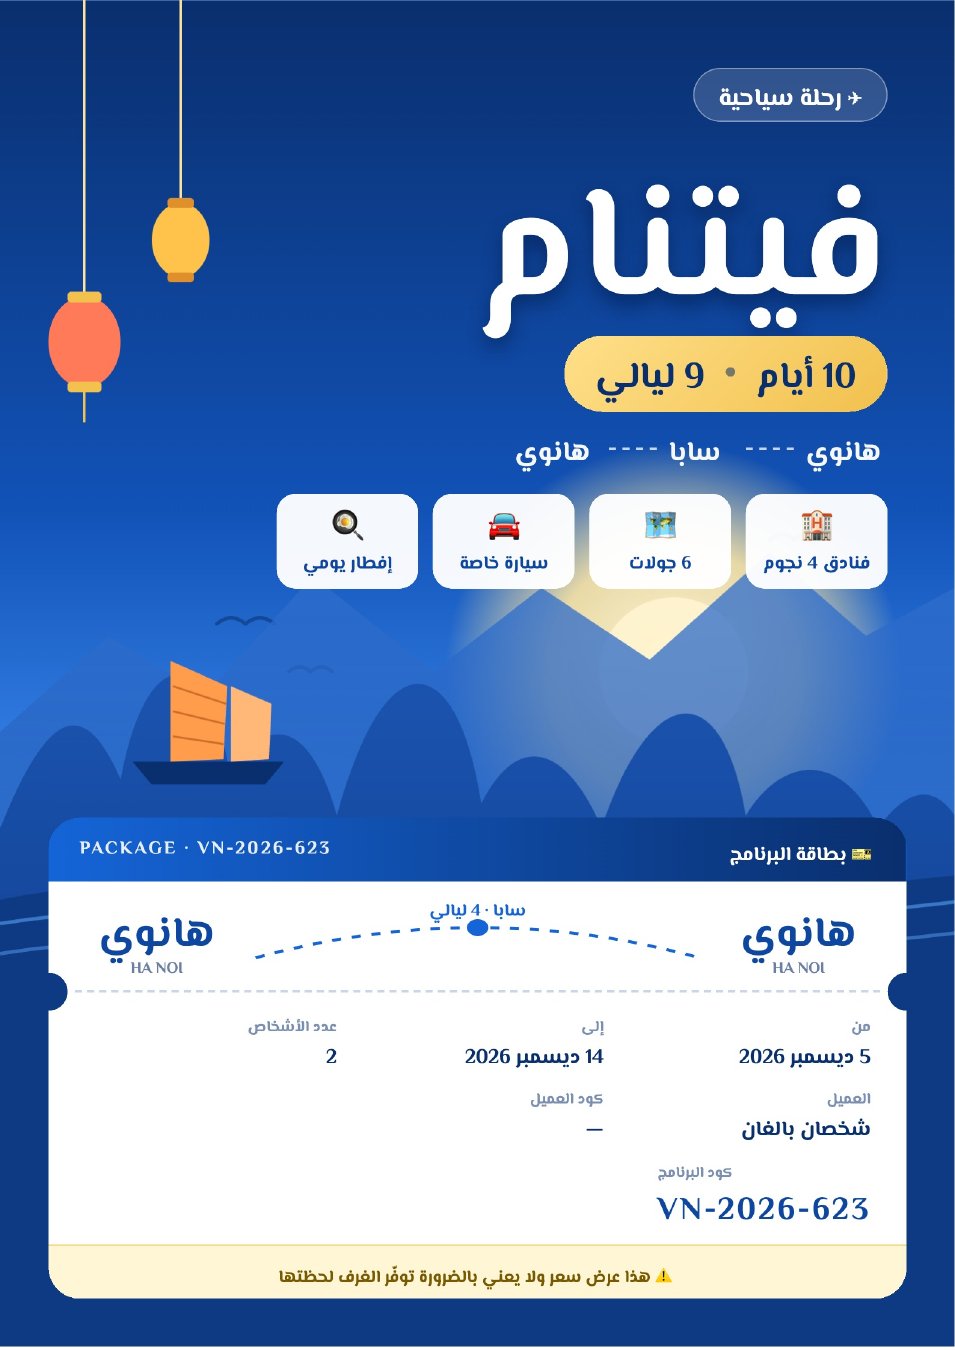 ✈ رحلة سياحية
فيتنام
10 أيام • 9 ليالي
هانوي ---- سابا ---- هانوي
فنادق 4 نجوم
6 جولات
سيارة خاصة
إفطار يومي
🎫 بطاقة البرنامج
PACKAGE · VN-2026-623
هانوي
HA NOI
سابا · 4 ليالي
هانوي
HA NOI
من
5 ديسمبر 2026
إلى
14 ديسمبر 2026
عدد الأشخاص
2
العميل
شخصان بالغان
كود العميل
—
كود البرنامج
VN-2026-623
⚠️ هذا عرض سعر ولا يعني بالضرورة توفّر الغرف لحظتها